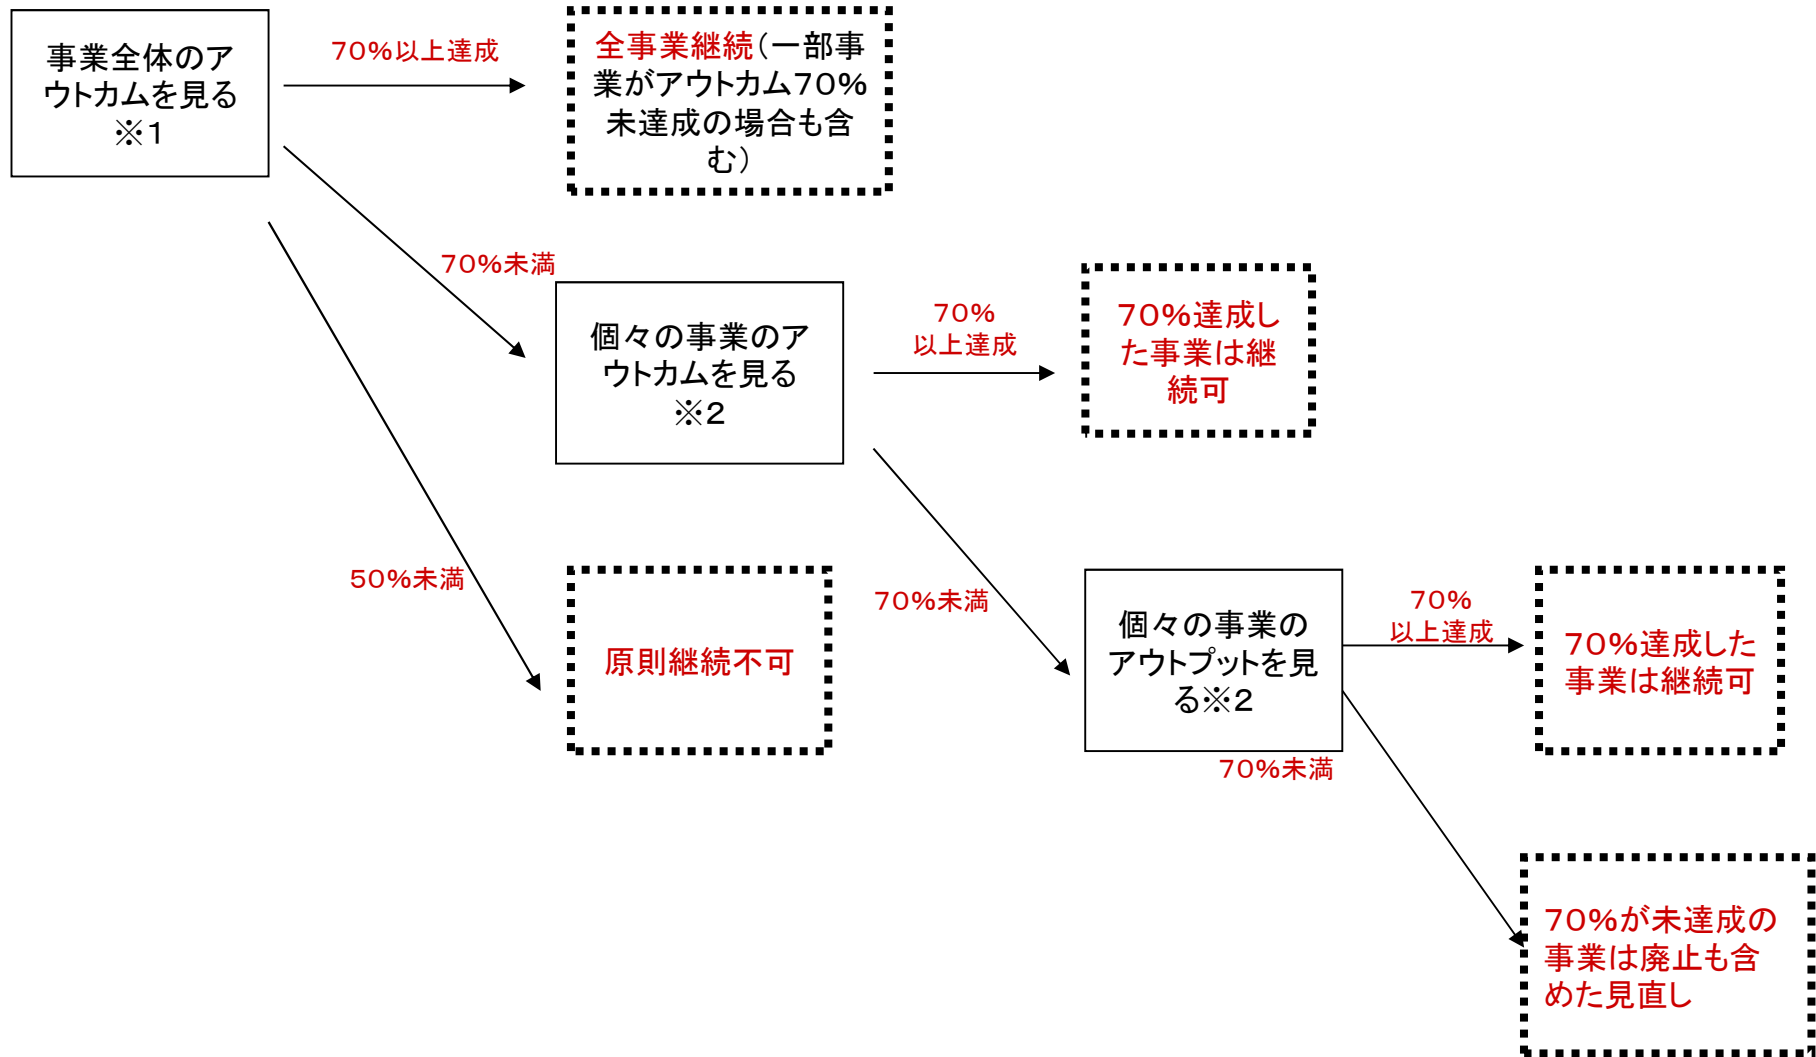 事業全体のア
ウトカムを見る
※1
70%以上達成
全事業継続(一部事
業がアウトカム70%
未達成の場合も含
む)
70%未満
個々の事業のア
ウトカムを見る
※2
70%
以上達成
70%達成し
た事業は継
続可
50%未満
原則継続不可
70%未満
個々の事業の
アウトプットを見
る※2
70%
以上達成
70%達成した
事業は継続可
70%未満
70%が未達成の
事業は廃止も含
めた見直し